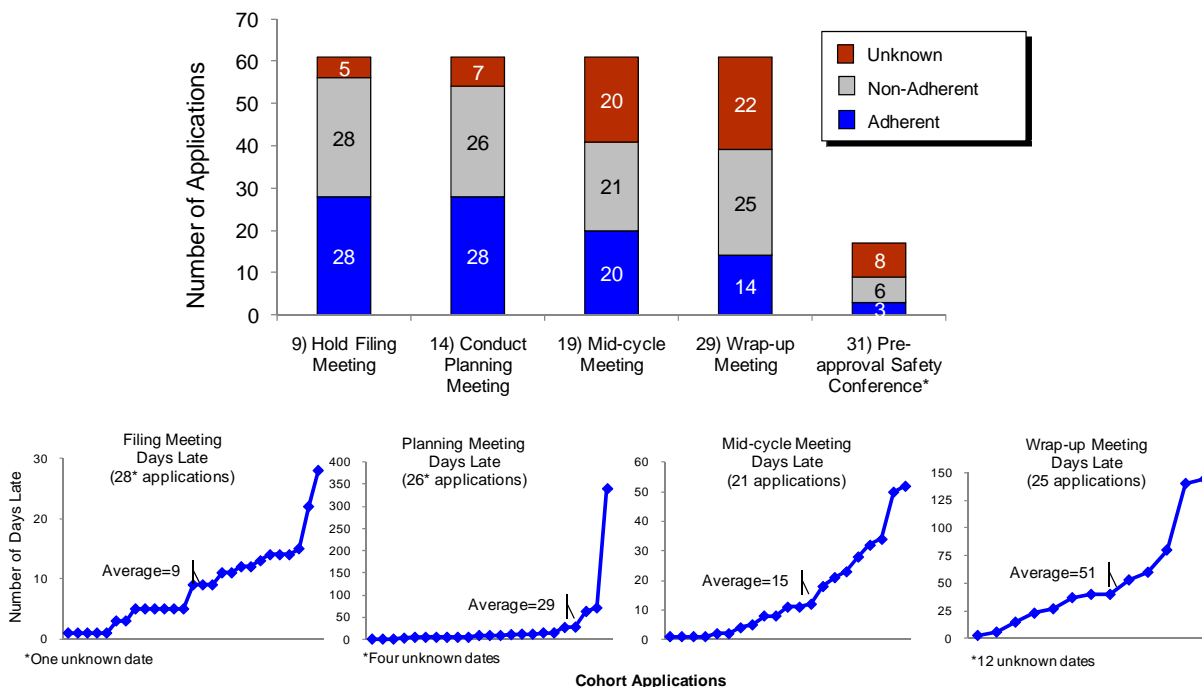 Number of Applications
70
60
50
40
30
20
10
0
5
28
28
7
26
28
20
21
20
22
25
14
8
6
3
Unknown
Non-Adherent
Adherent
9) Hold Filing
Meeting
14) Conduct
Planning
Meeting
19) Mid-cycle
Meeting
29) Wrap-up
Meeting
31) Pre-
approval Safety
Conference*
Number of Days Late
Filing Meeting
Days Late
(28* applications)
30
20
10
0
Average=9
*One unknown date
Planning Meeting
Days Late
(26* applications)
400
350
300
250
200
150
100
50
0
Average=29
*Four unknown dates
Mid-cycle Meeting
Days Late
(21 applications)
60
50
40
30
20
10
0
Average=15
Wrap-up Meeting
Days Late
(25 applications)
150
125
100
75
50
25
0
Average=51
*12 unknown dates
Cohort Applications